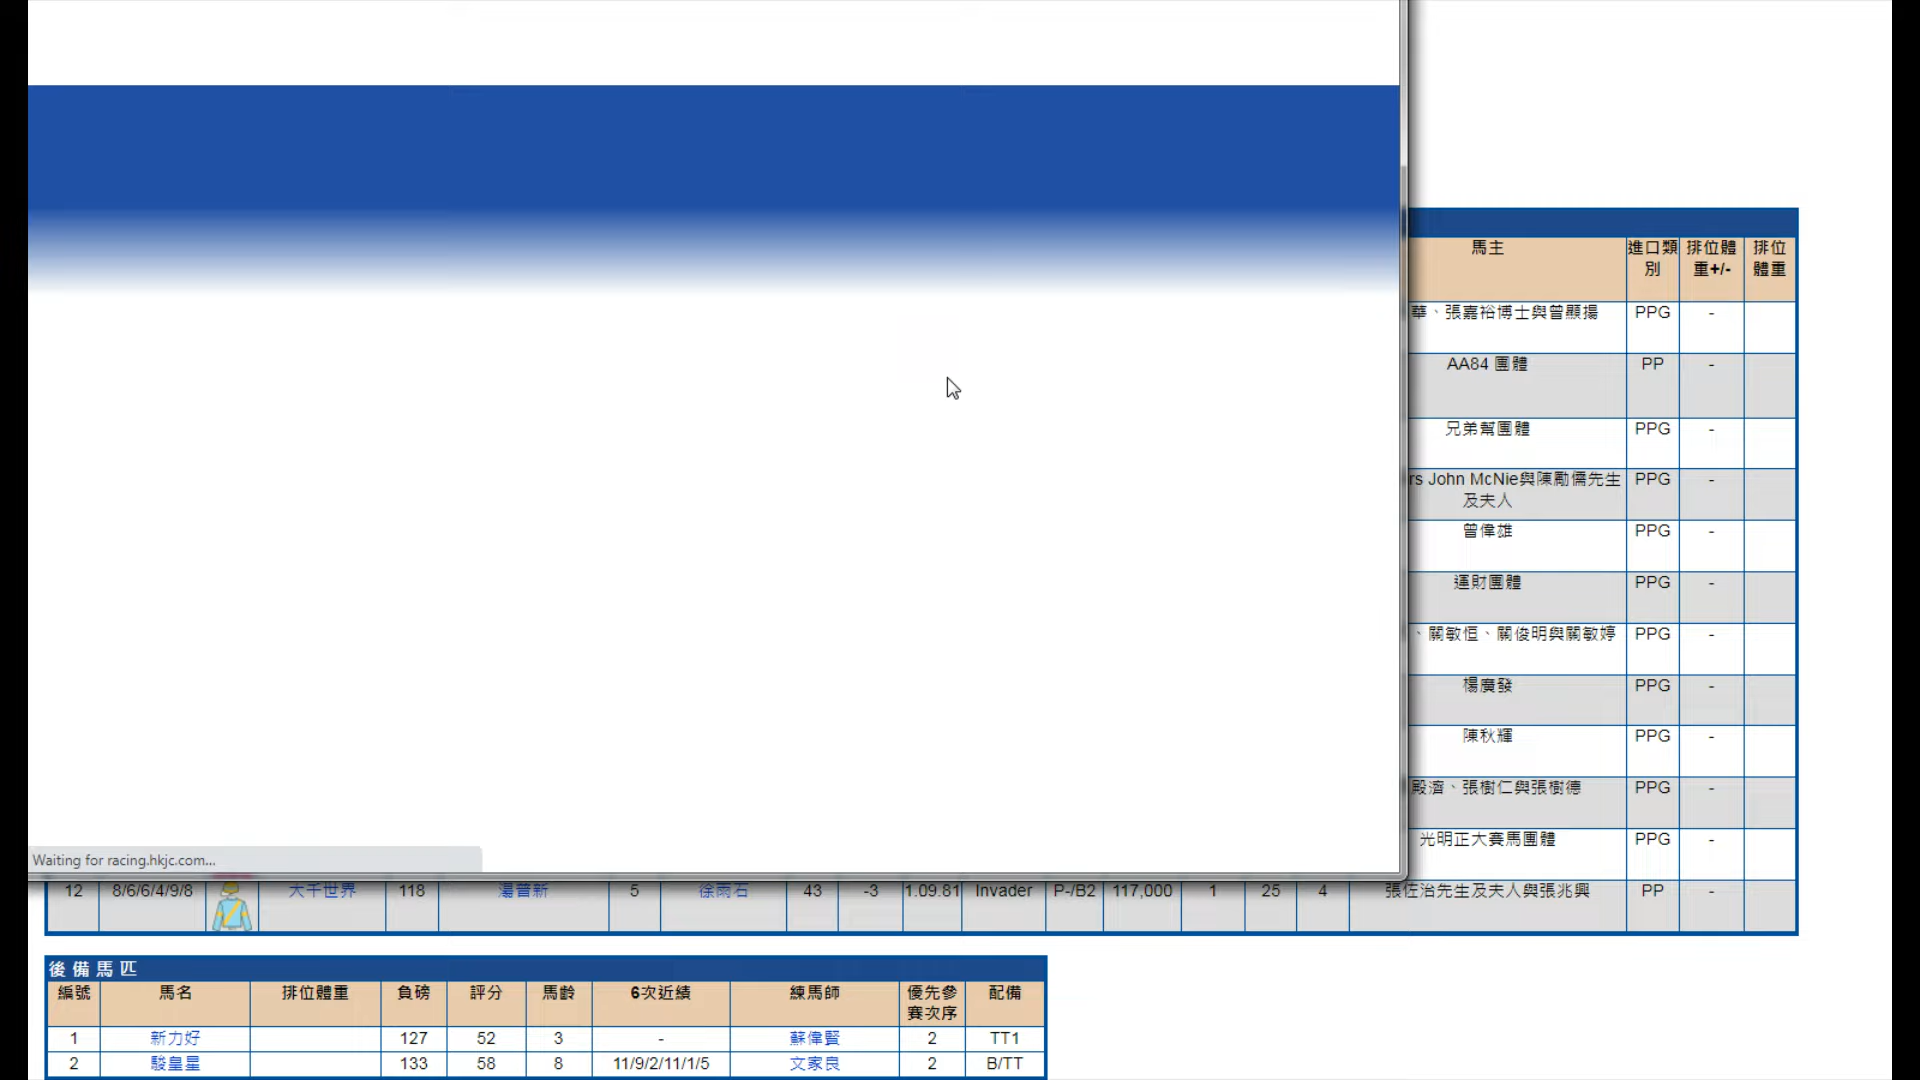 馬主 進口類別 排位體重+/- 排位體重
華、張嘉裕博士與曾顯揚 PPG -
AA84 團體 PP -
兄弟幫團體 PPG -
rs John McNie與陳勵儒先生及夫人 PPG -
曾偉雄 PPG -
運財團體 PPG -
、關敏恒、關俊明與關敏婷 PPG -
楊廣發 PPG -
陳秋輝 PPG -
殿濟、張樹仁與張樹德 PPG -
光明正大賽馬團體 PPG -
Waiting for racing.hkjc.com...
12 8/6/6/4/9/8 大千世界 118 湯普新 5 徐雨石 43 -3 1.09.81 Invader P-/B2 117,000 1 25 4 張佐治先生及夫人與張兆興 PP -
後備馬匹
編號 馬名 排位體重 負磅 評分 馬齡 6次近績 練馬師 優先參賽次序 配備
1 新力好 127 52 3 - 蘇偉賢 2 TT1
2 駿皇星 133 58 8 11/9/2/11/1/5 文家良 2 B/TT